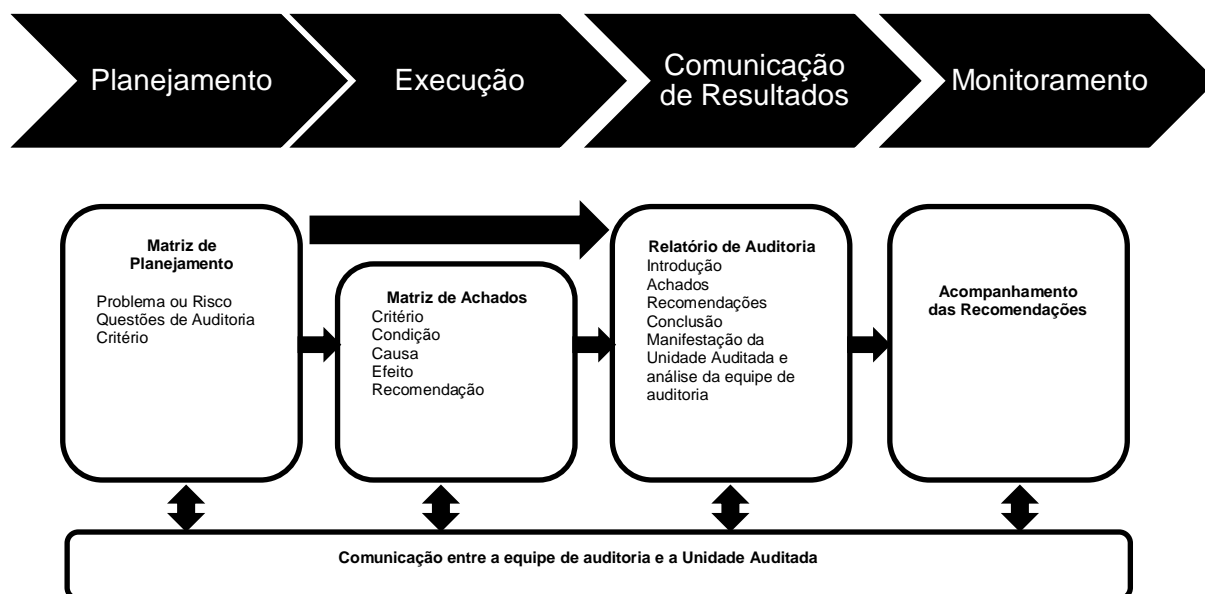 Planejamento
Execução
Comunicação
de Resultados
Monitoramento
Matriz de
Planejamento
Problema ou Risco
Questões de Auditoria
Critério
Matriz de Achados
Critério
Condição
Causa
Efeito
Recomendação
Relatório de Auditoria
Introdução
Achados
Recomendações
Conclusão
Manifestação da
Unidade Auditada e
análise da equipe de
auditoria
Acompanhamento
das Recomendações
Comunicação entre a equipe de auditoria e a Unidade Auditada